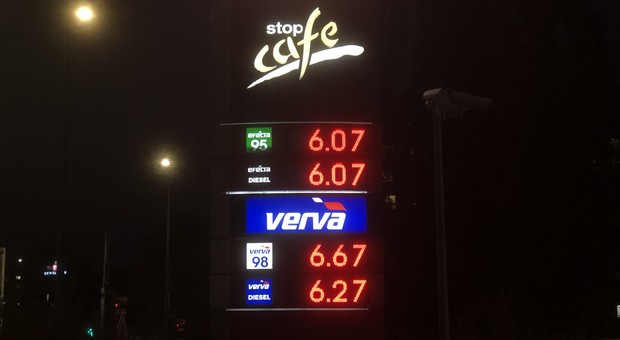 stop
cafe
efecta
95 6.07
efecta
DIESEL 6.07
verva
verva
98 6.67
verva
DIESEL 6.27